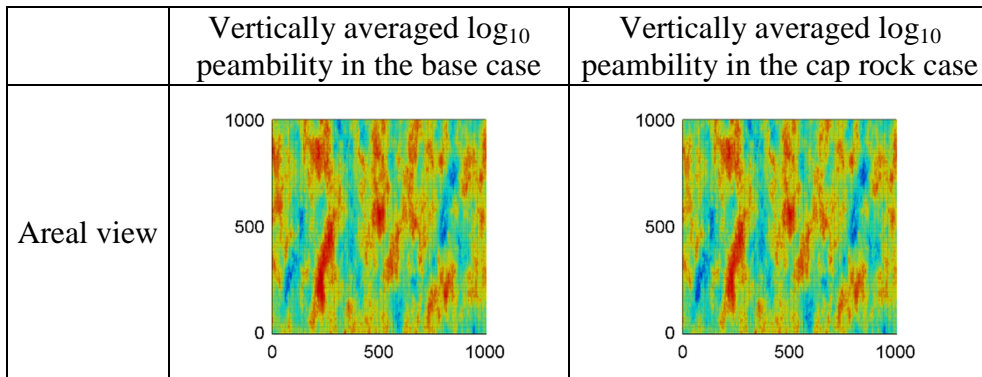 Vertically averaged log10
peambility in the base case
Vertically averaged log10
peambility in the cap rock case
Areal view
1000
500
0
0 500 1000
1000
500
0
0 500 1000